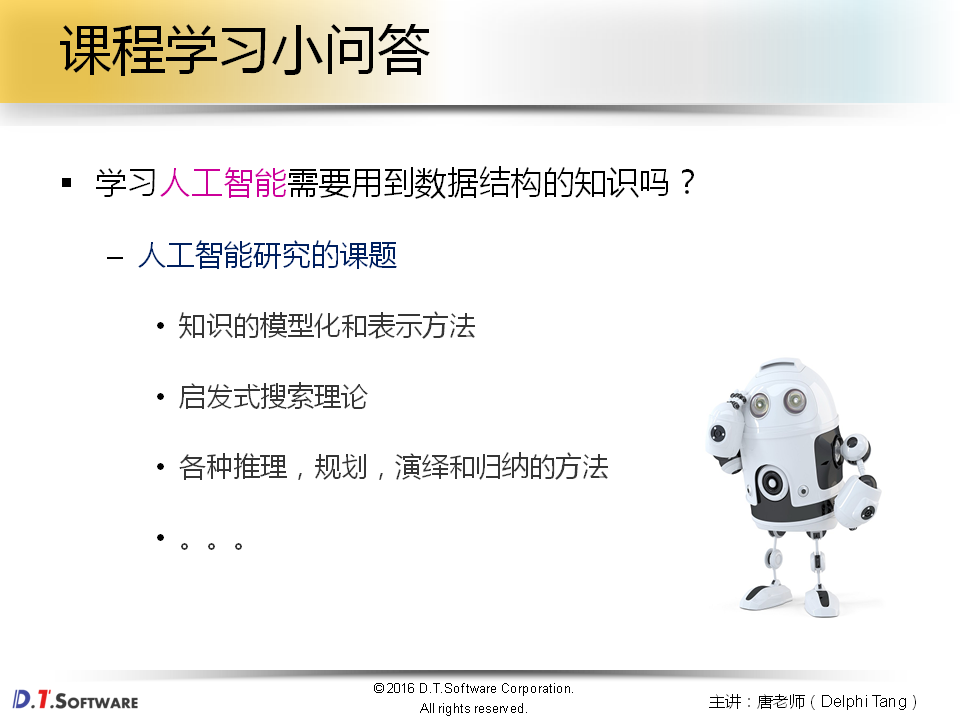 课程学习小问答
▪ 学习人工智能需要用到数据结构的知识吗？
– 人工智能研究的课题
• 知识的模型化和表示方法
• 启发式搜索理论
• 各种推理，规划，演绎和归纳的方法
• 。。。
D.T.SOFTWARE
©2016 D.T.Software Corporation.
All rights reserved.
主讲：唐老师（Delphi Tang）